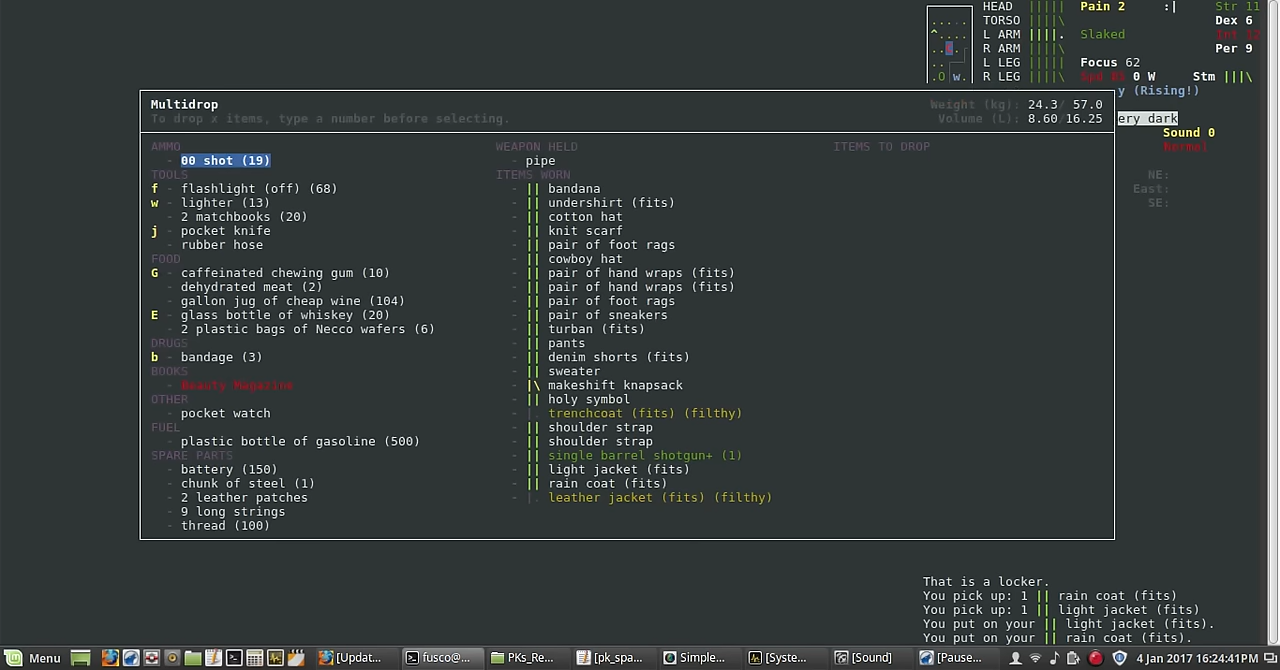 HEAD ||||| Pain 2 :| Str 11
TORSO ||||\ Dex 6
L ARM ||||. Slaked Int 12
R ARM ||||\ Per 9
L LEG ||||| Focus 62
R LEG ||||\ 0 W Stm |||\
y (Rising!)
ery dark
Sound 0
Normal
NE:
East:
SE:
Multidrop Weight (kg): 24.3/ 57.0
To drop x items, type a number before selecting. Volume (L): 8.60/16.25
AMMO
- 00 shot (19)
TOOLS
f - flashlight (off) (68)
w - lighter (13)
- 2 matchbooks (20)
j - pocket knife
- rubber hose
FOOD
G - caffeinated chewing gum (10)
- dehydrated meat (2)
- gallon jug of cheap wine (104)
E - glass bottle of whiskey (20)
- 2 plastic bags of Necco wafers (6)
DRUGS
b - bandage (3)
BOOKS
- Beauty Magazine
OTHER
- pocket watch
FUEL
- plastic bottle of gasoline (500)
SPARE PARTS
- battery (150)
- chunk of steel (1)
- 2 leather patches
- 9 long strings
- thread (100)
WEAPON HELD
- pipe
ITEMS WORN
- || bandana
- || undershirt (fits)
- || cotton hat
- || knit scarf
- || pair of foot rags
- || cowboy hat
- || pair of hand wraps (fits)
- || pair of hand wraps (fits)
- || pair of foot rags
- || pair of sneakers
- || turban (fits)
- || pants
- || denim shorts (fits)
- || sweater
- |\ makeshift knapsack
- || holy symbol
- |. trenchcoat (fits) (filthy)
- || shoulder strap
- || shoulder strap
- || single barrel shotgun+ (1)
- || light jacket (fits)
- || rain coat (fits)
- |. leather jacket (fits) (filthy)
ITEMS TO DROP
That is a locker.
You pick up: 1 || rain coat (fits)
You pick up: 1 || light jacket (fits)
You put on your || light jacket (fits).
You put on your || rain coat (fits).
Menu [Updat... fusco@... PKs_Re... [pk_spa... Simple... [Syste... [Sound] [Pause... 4 Jan 2017 16:24:41PM